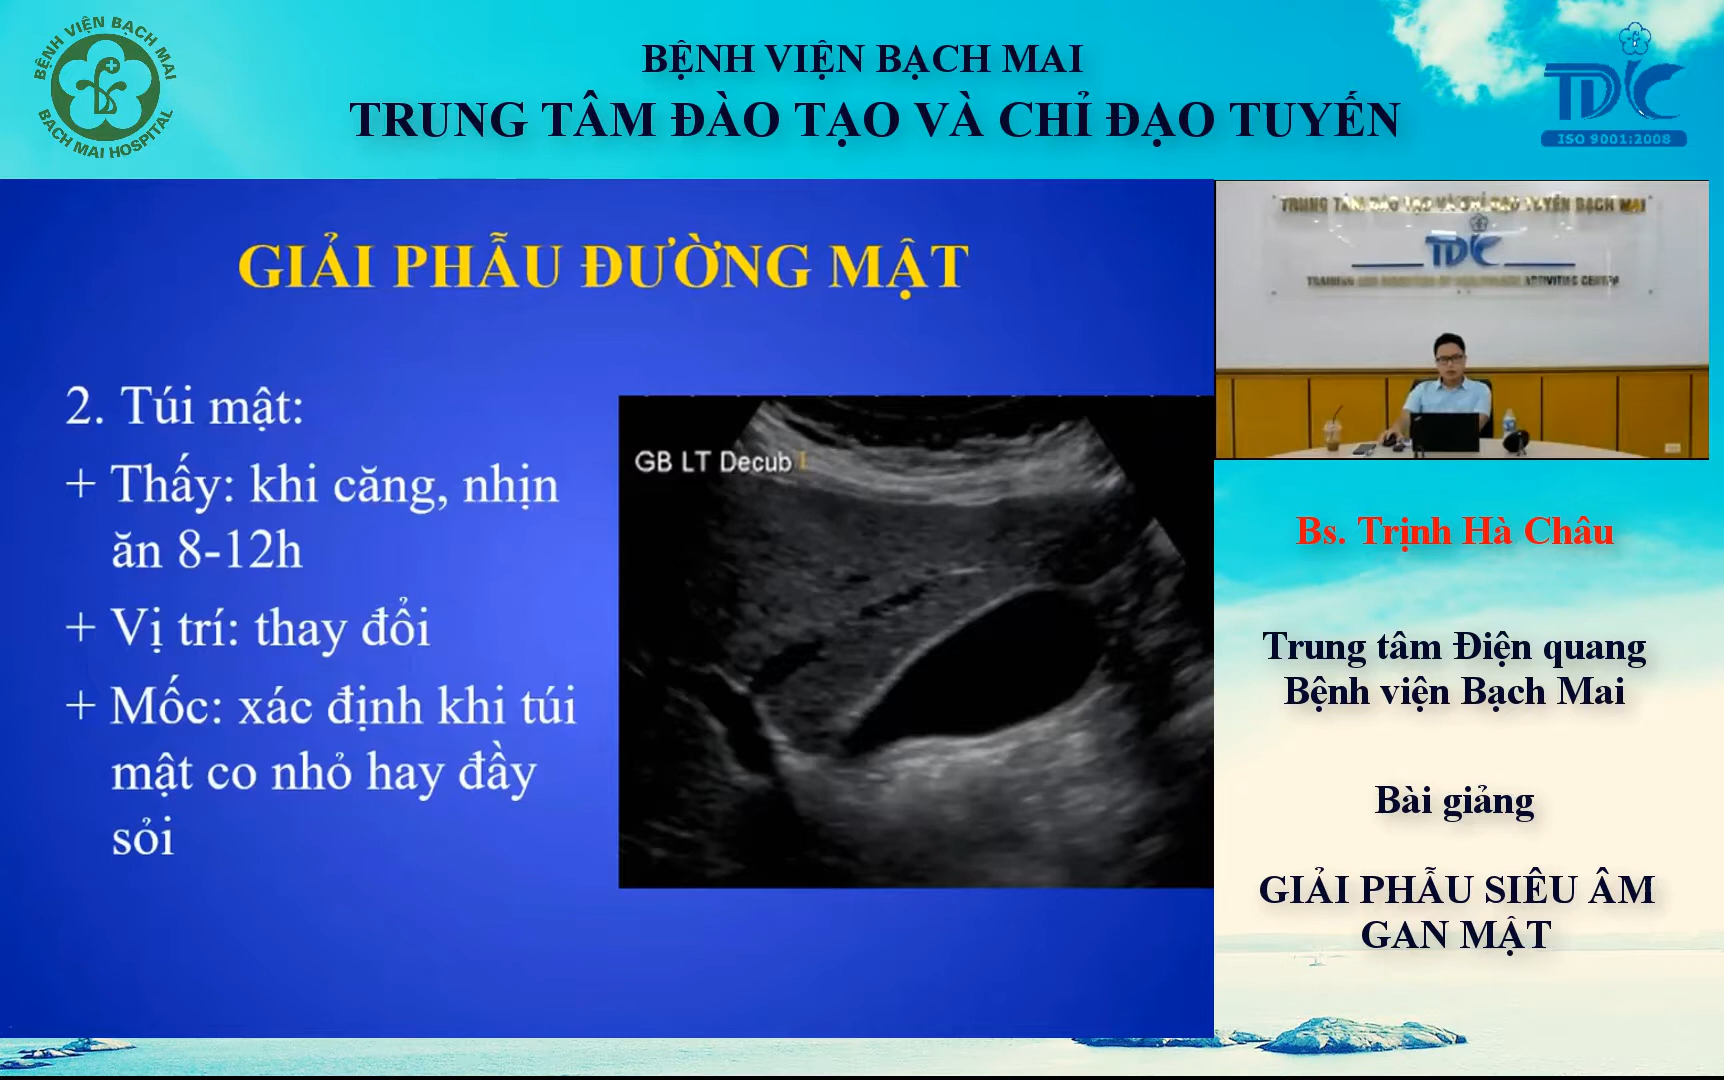 BỆNH VIỆN BẠCH MAI
BACH MAI HOSPITAL
BỆNH VIỆN BẠCH MAI
TRUNG TÂM ĐÀO TẠO VÀ CHỈ ĐẠO TUYẾN
TDC
ISO 9001:2008
GIẢI PHẪU ĐƯỜNG MẬT
2. Túi mật:
+ Thấy: khi căng, nhịn
ăn 8-12h
+ Vị trí: thay đổi
+ Mốc: xác định khi túi
mật co nhỏ hay đầy
sỏi
GB LT Decub
TRUNG TÂM ĐÀO TẠO VÀ CHỈ ĐẠO TUYẾN BẠCH MAI
TDC
Bs. Trịnh Hà Châu
Trung tâm Điện quang
Bệnh viện Bạch Mai
Bài giảng
GIẢI PHẪU SIÊU ÂM
GAN MẬT